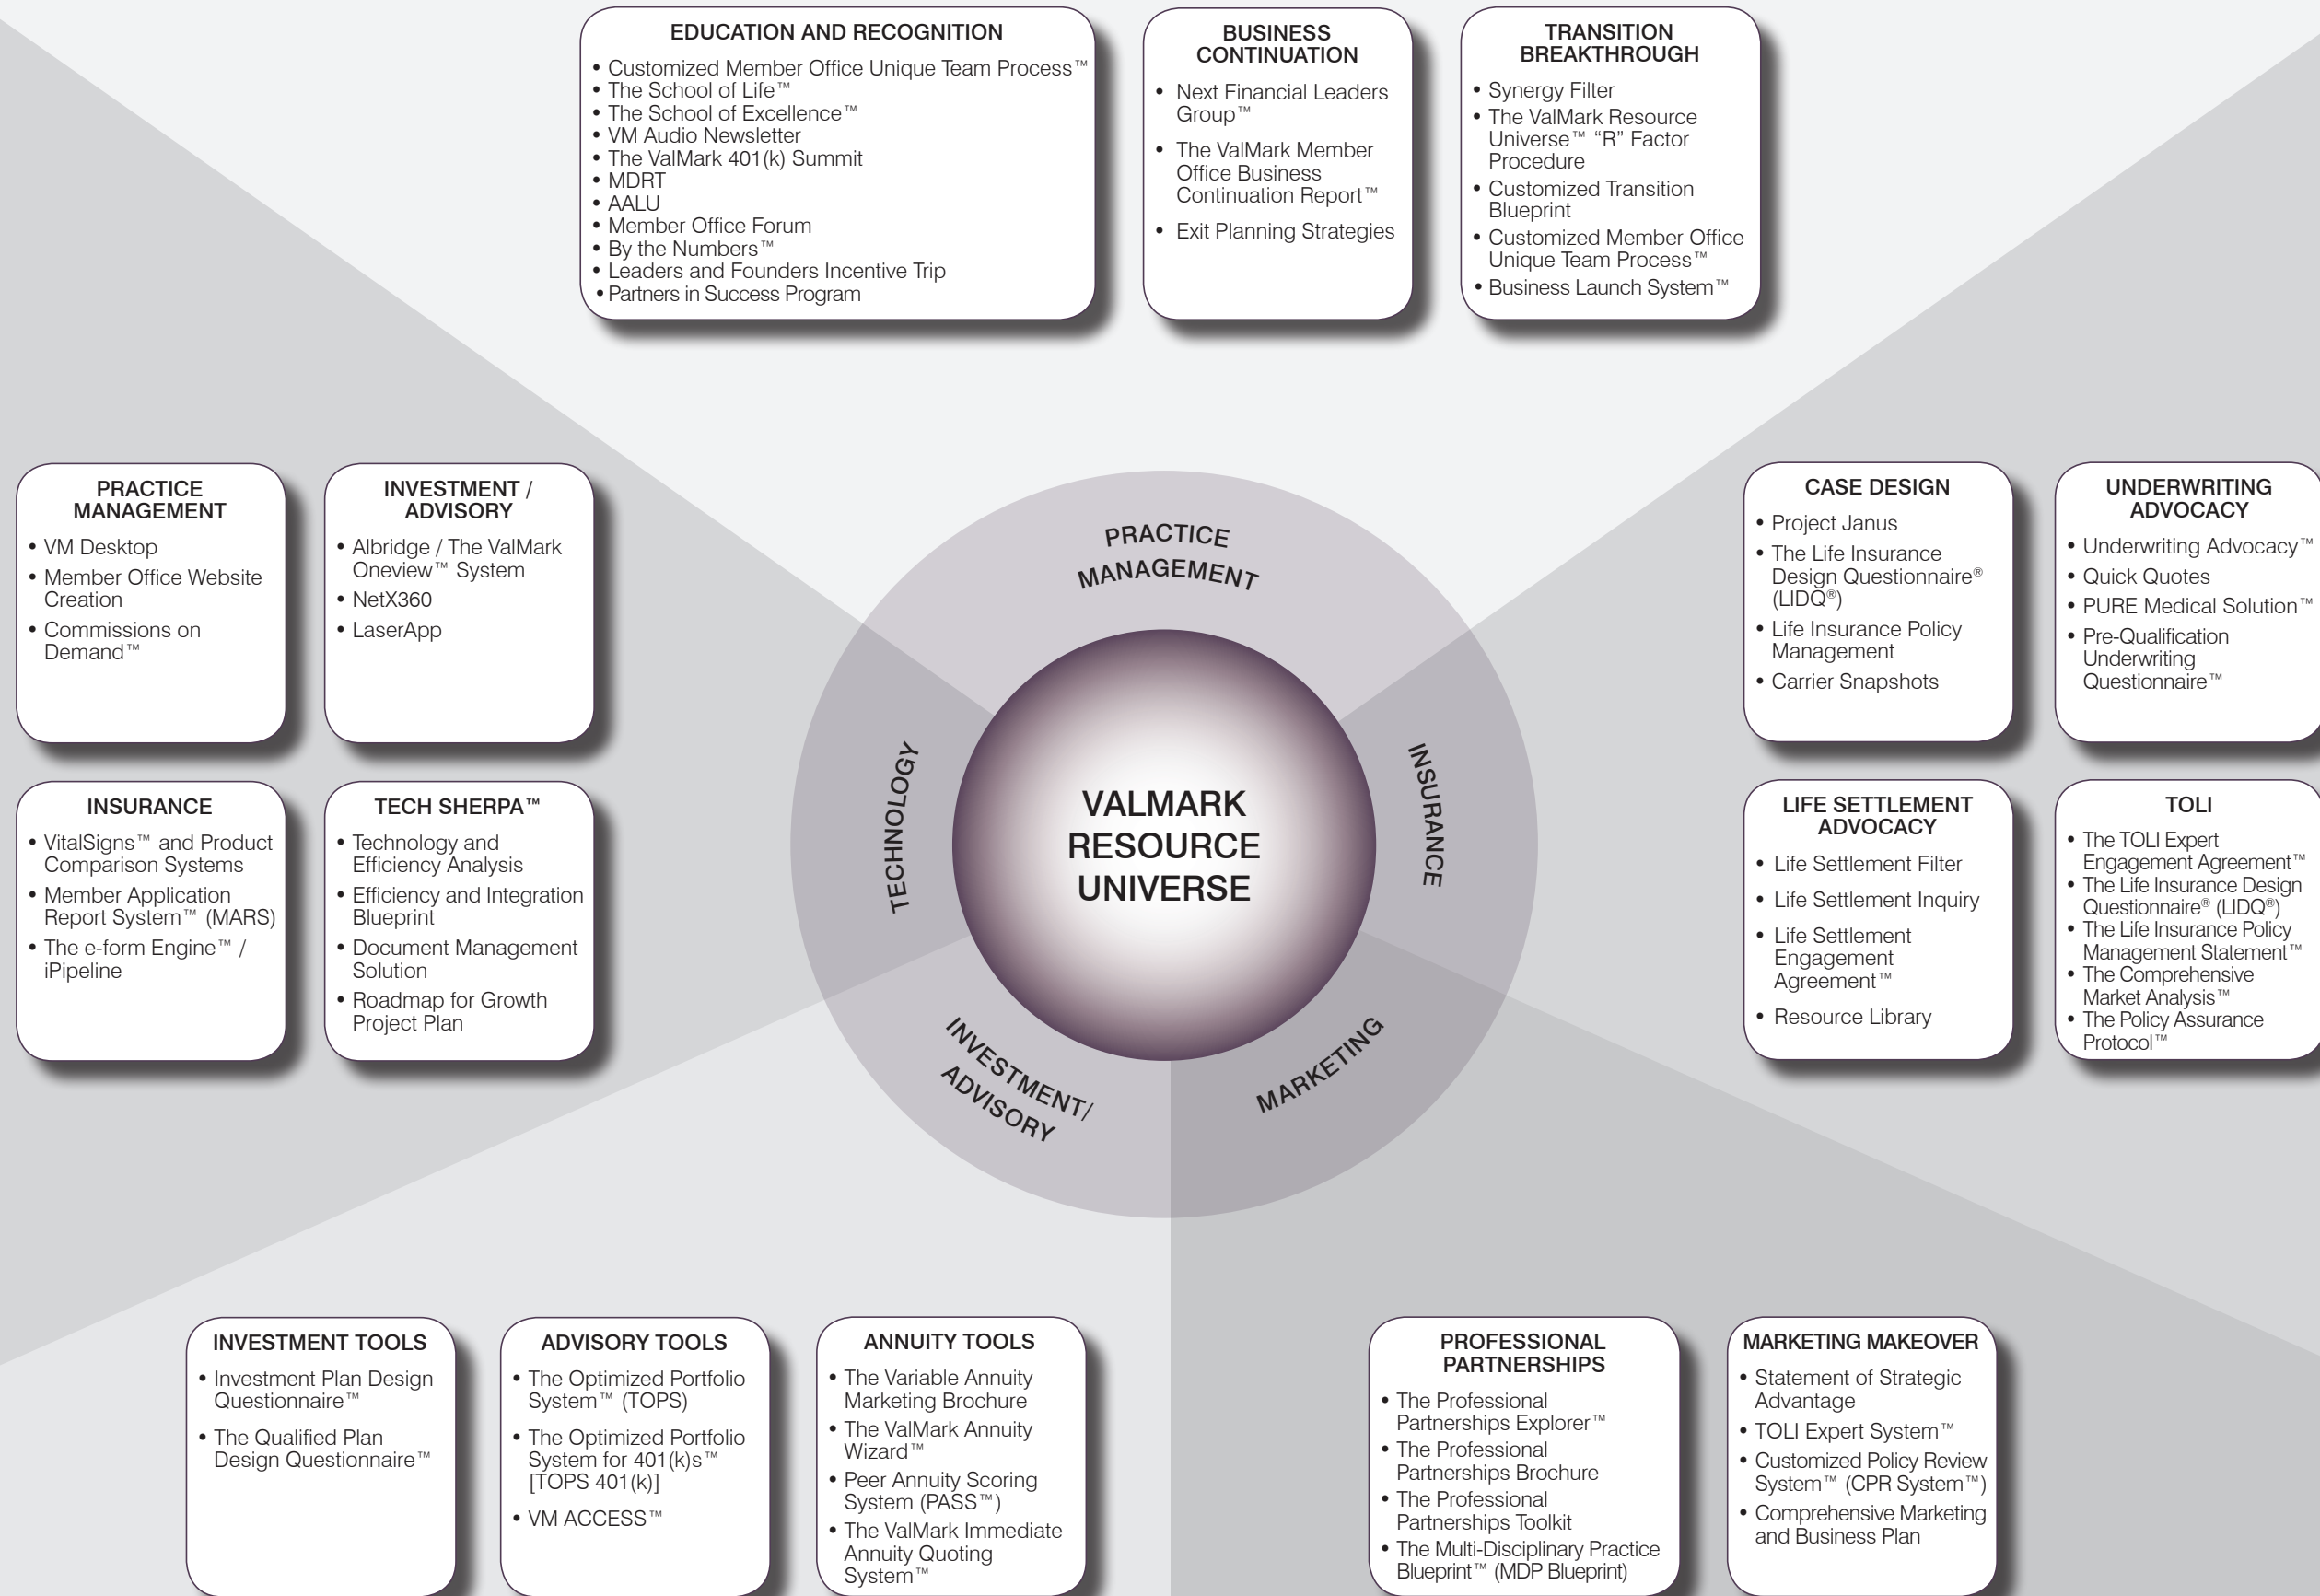 EDUCATION AND RECOGNITION
• Customized Member Office Unique Team Process™
• The School of Life™
• The School of Excellence™
• VM Audio Newsletter
• The ValMark 401(k) Summit
• MDRT
• AALU
• Member Office Forum
• By the Numbers™
• Leaders and Founders Incentive Trip
• Partners in Success Program
BUSINESS
CONTINUATION
• Next Financial Leaders
Group™
• The ValMark Member
Office Business
Continuation Report™
• Exit Planning Strategies
TRANSITION
BREAKTHROUGH
• Synergy Filter
• The ValMark Resource
Universe™ “R” Factor
Procedure
• Customized Transition
Blueprint
• Customized Member Office
Unique Team Process™
• Business Launch System™
PRACTICE
MANAGEMENT
• VM Desktop
• Member Office Website
Creation
• Commissions on
Demand™
INVESTMENT /
ADVISORY
• Albridge / The ValMark
Oneview™ System
• NetX360
• LaserApp
INSURANCE
• VitalSigns™ and Product
Comparison Systems
• Member Application
Report System™ (MARS)
• The e-form Engine™ /
iPipeline
TECH SHERPA™
• Technology and
Efficiency Analysis
• Efficiency and Integration
Blueprint
• Document Management
Solution
• Roadmap for Growth
Project Plan
PRACTICE
MANAGEMENT
TECHNOLOGY
VALMARK
RESOURCE
UNIVERSE
INSURANCE
INVESTMENT/
ADVISORY
MARKETING
CASE DESIGN
• Project Janus
• The Life Insurance
Design Questionnaire®
(LIDQ®)
• Life Insurance Policy
Management
• Carrier Snapshots
UNDERWRITING
ADVOCACY
• Underwriting Advocacy™
• Quick Quotes
• PURE Medical Solution™
• Pre-Qualification
Underwriting
Questionnaire™
LIFE SETTLEMENT
ADVOCACY
• Life Settlement Filter
• Life Settlement Inquiry
• Life Settlement
Engagement
Agreement™
• Resource Library
TOLI
• The TOLI Expert
Engagement Agreement™
• The Life Insurance Design
Questionnaire® (LIDQ®)
• The Life Insurance Policy
Management Statement™
• The Comprehensive
Market Analysis™
• The Policy Assurance
Protocol™
INVESTMENT TOOLS
• Investment Plan Design
Questionnaire™
• The Qualified Plan
Design Questionnaire™
ADVISORY TOOLS
• The Optimized Portfolio
System™ (TOPS)
• The Optimized Portfolio
System for 401(k)s™
[TOPS 401(k)]
• VM ACCESS™
ANNUITY TOOLS
• The Variable Annuity
Marketing Brochure
• The ValMark Annuity
Wizard™
• Peer Annuity Scoring
System (PASS™)
• The ValMark Immediate
Annuity Quoting
System™
PROFESSIONAL
PARTNERSHIPS
• The Professional
Partnerships Explorer™
• The Professional
Partnerships Brochure
• The Professional
Partnerships Toolkit
• The Multi-Disciplinary Practice
Blueprint™ (MDP Blueprint)
MARKETING MAKEOVER
• Statement of Strategic
Advantage
• TOLI Expert System™
• Customized Policy Review
System™ (CPR System™)
• Comprehensive Marketing
and Business Plan